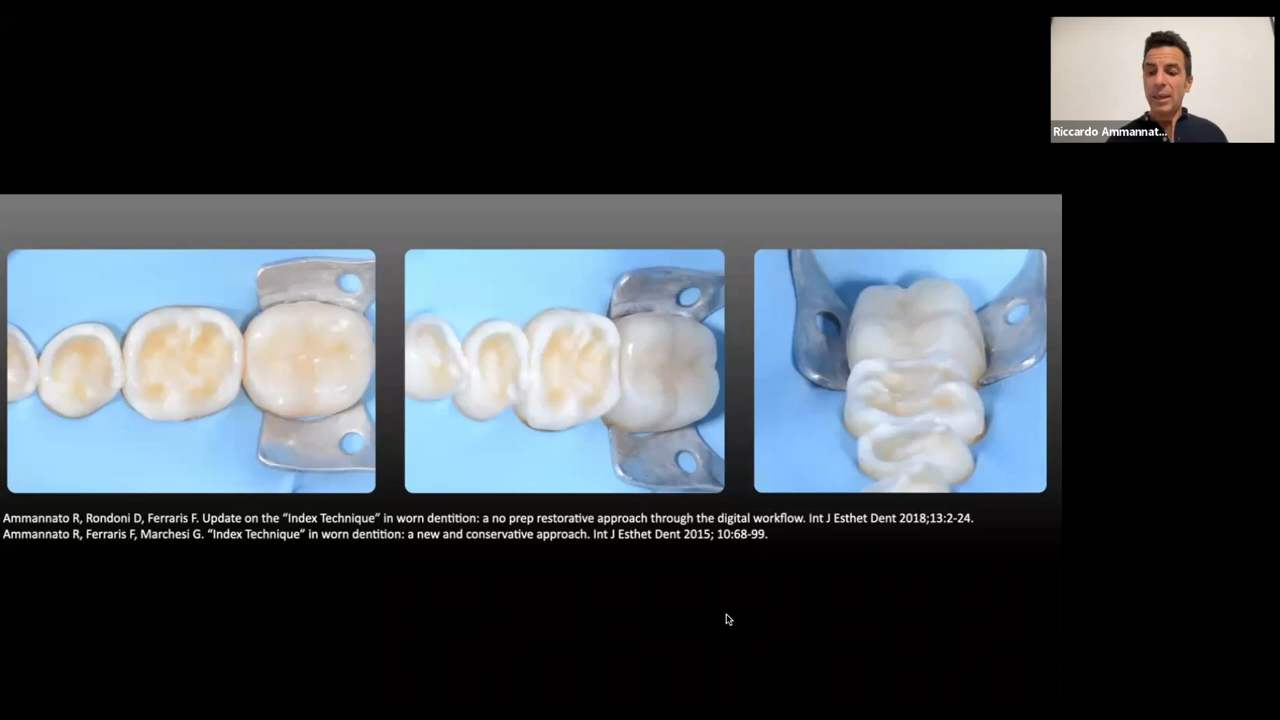 Riccardo Ammannat...
Ammannato R, Rondoni D, Ferraris F. Update on the “Index Technique” in worn dentition: a no prep restorative approach through the digital workflow. Int J Esthet Dent 2018;13:2-24.
Ammannato R, Ferraris F, Marchesi G. “Index Technique” in worn dentition: a new and conservative approach. Int J Esthet Dent 2015; 10:68-99.